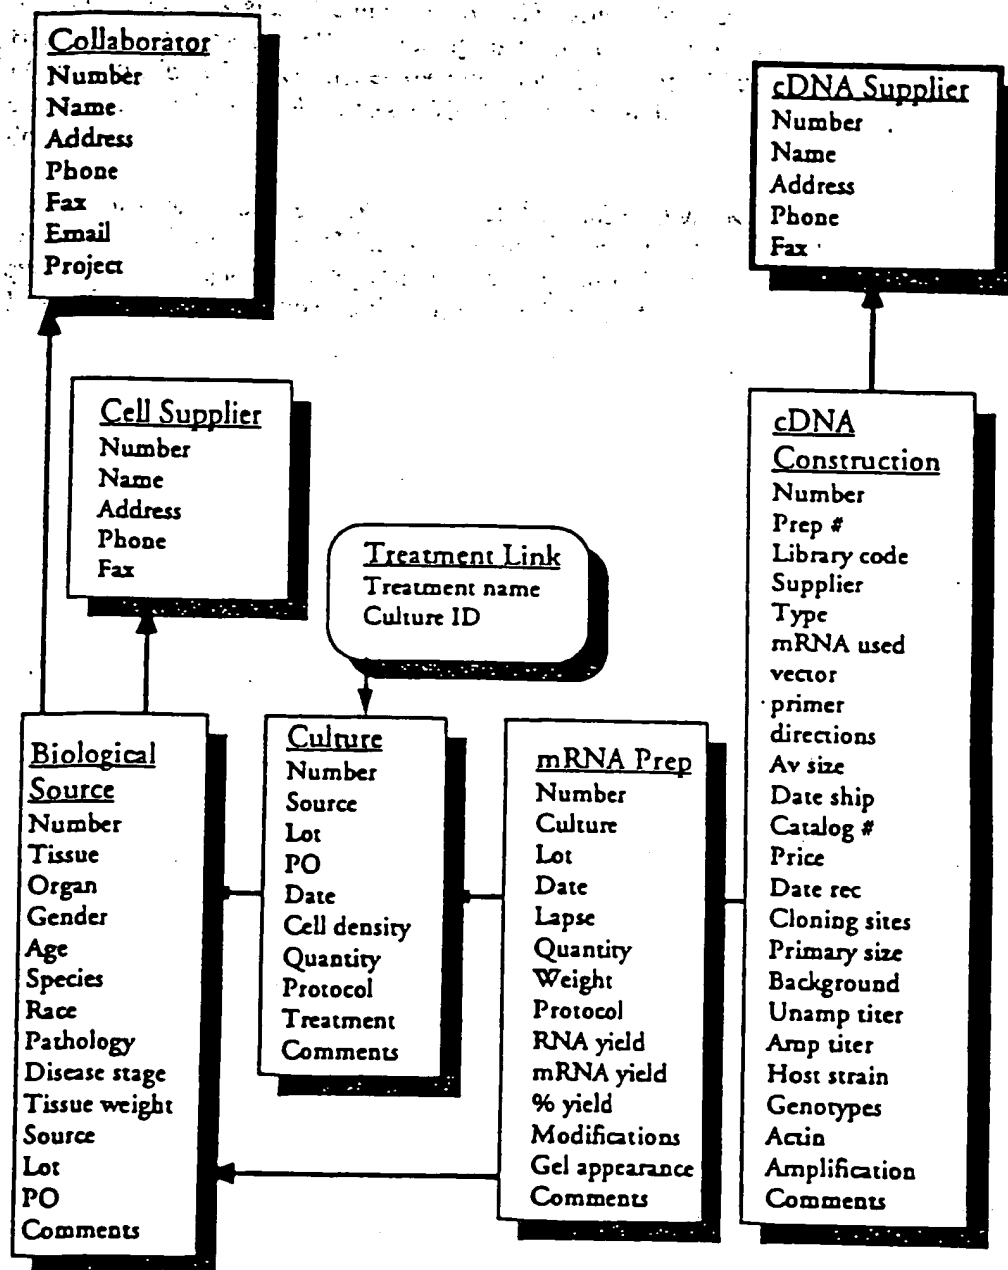 Collaborator
Number
Name
Address
Phone
Fax
Email
Project
cDNA Supplier
Number
Name
Address
Phone
Fax
Cell Supplier
Number
Name
Address
Phone
Fax
Treatment Link
Treatment name
Culture ID
Biological
Source
Number
Tissue
Organ
Gender
Age
Species
Race
Pathology
Disease stage
Tissue weight
Source
Lot
PO
Comments
Culture
Number
Source
Lot
PO
Date
Cell density
Quantity
Protocol
Treatment
Comments
mRNA Prep
Number
Culture
Lot
Date
Lapse
Quantity
Weight
Protocol
RNA yield
mRNA yield
% yield
Modifications
Gel appearance
Comments
cDNA
Construction
Number
Prep #
Library code
Supplier
Type
mRNA used
vector
primer
directions
Av size
Date ship
Catalog #
Price
Date rec
Cloning sites
Primary size
Background
Unamp titer
Amp titer
Host strain
Genotypes
Actin
Amplification
Comments